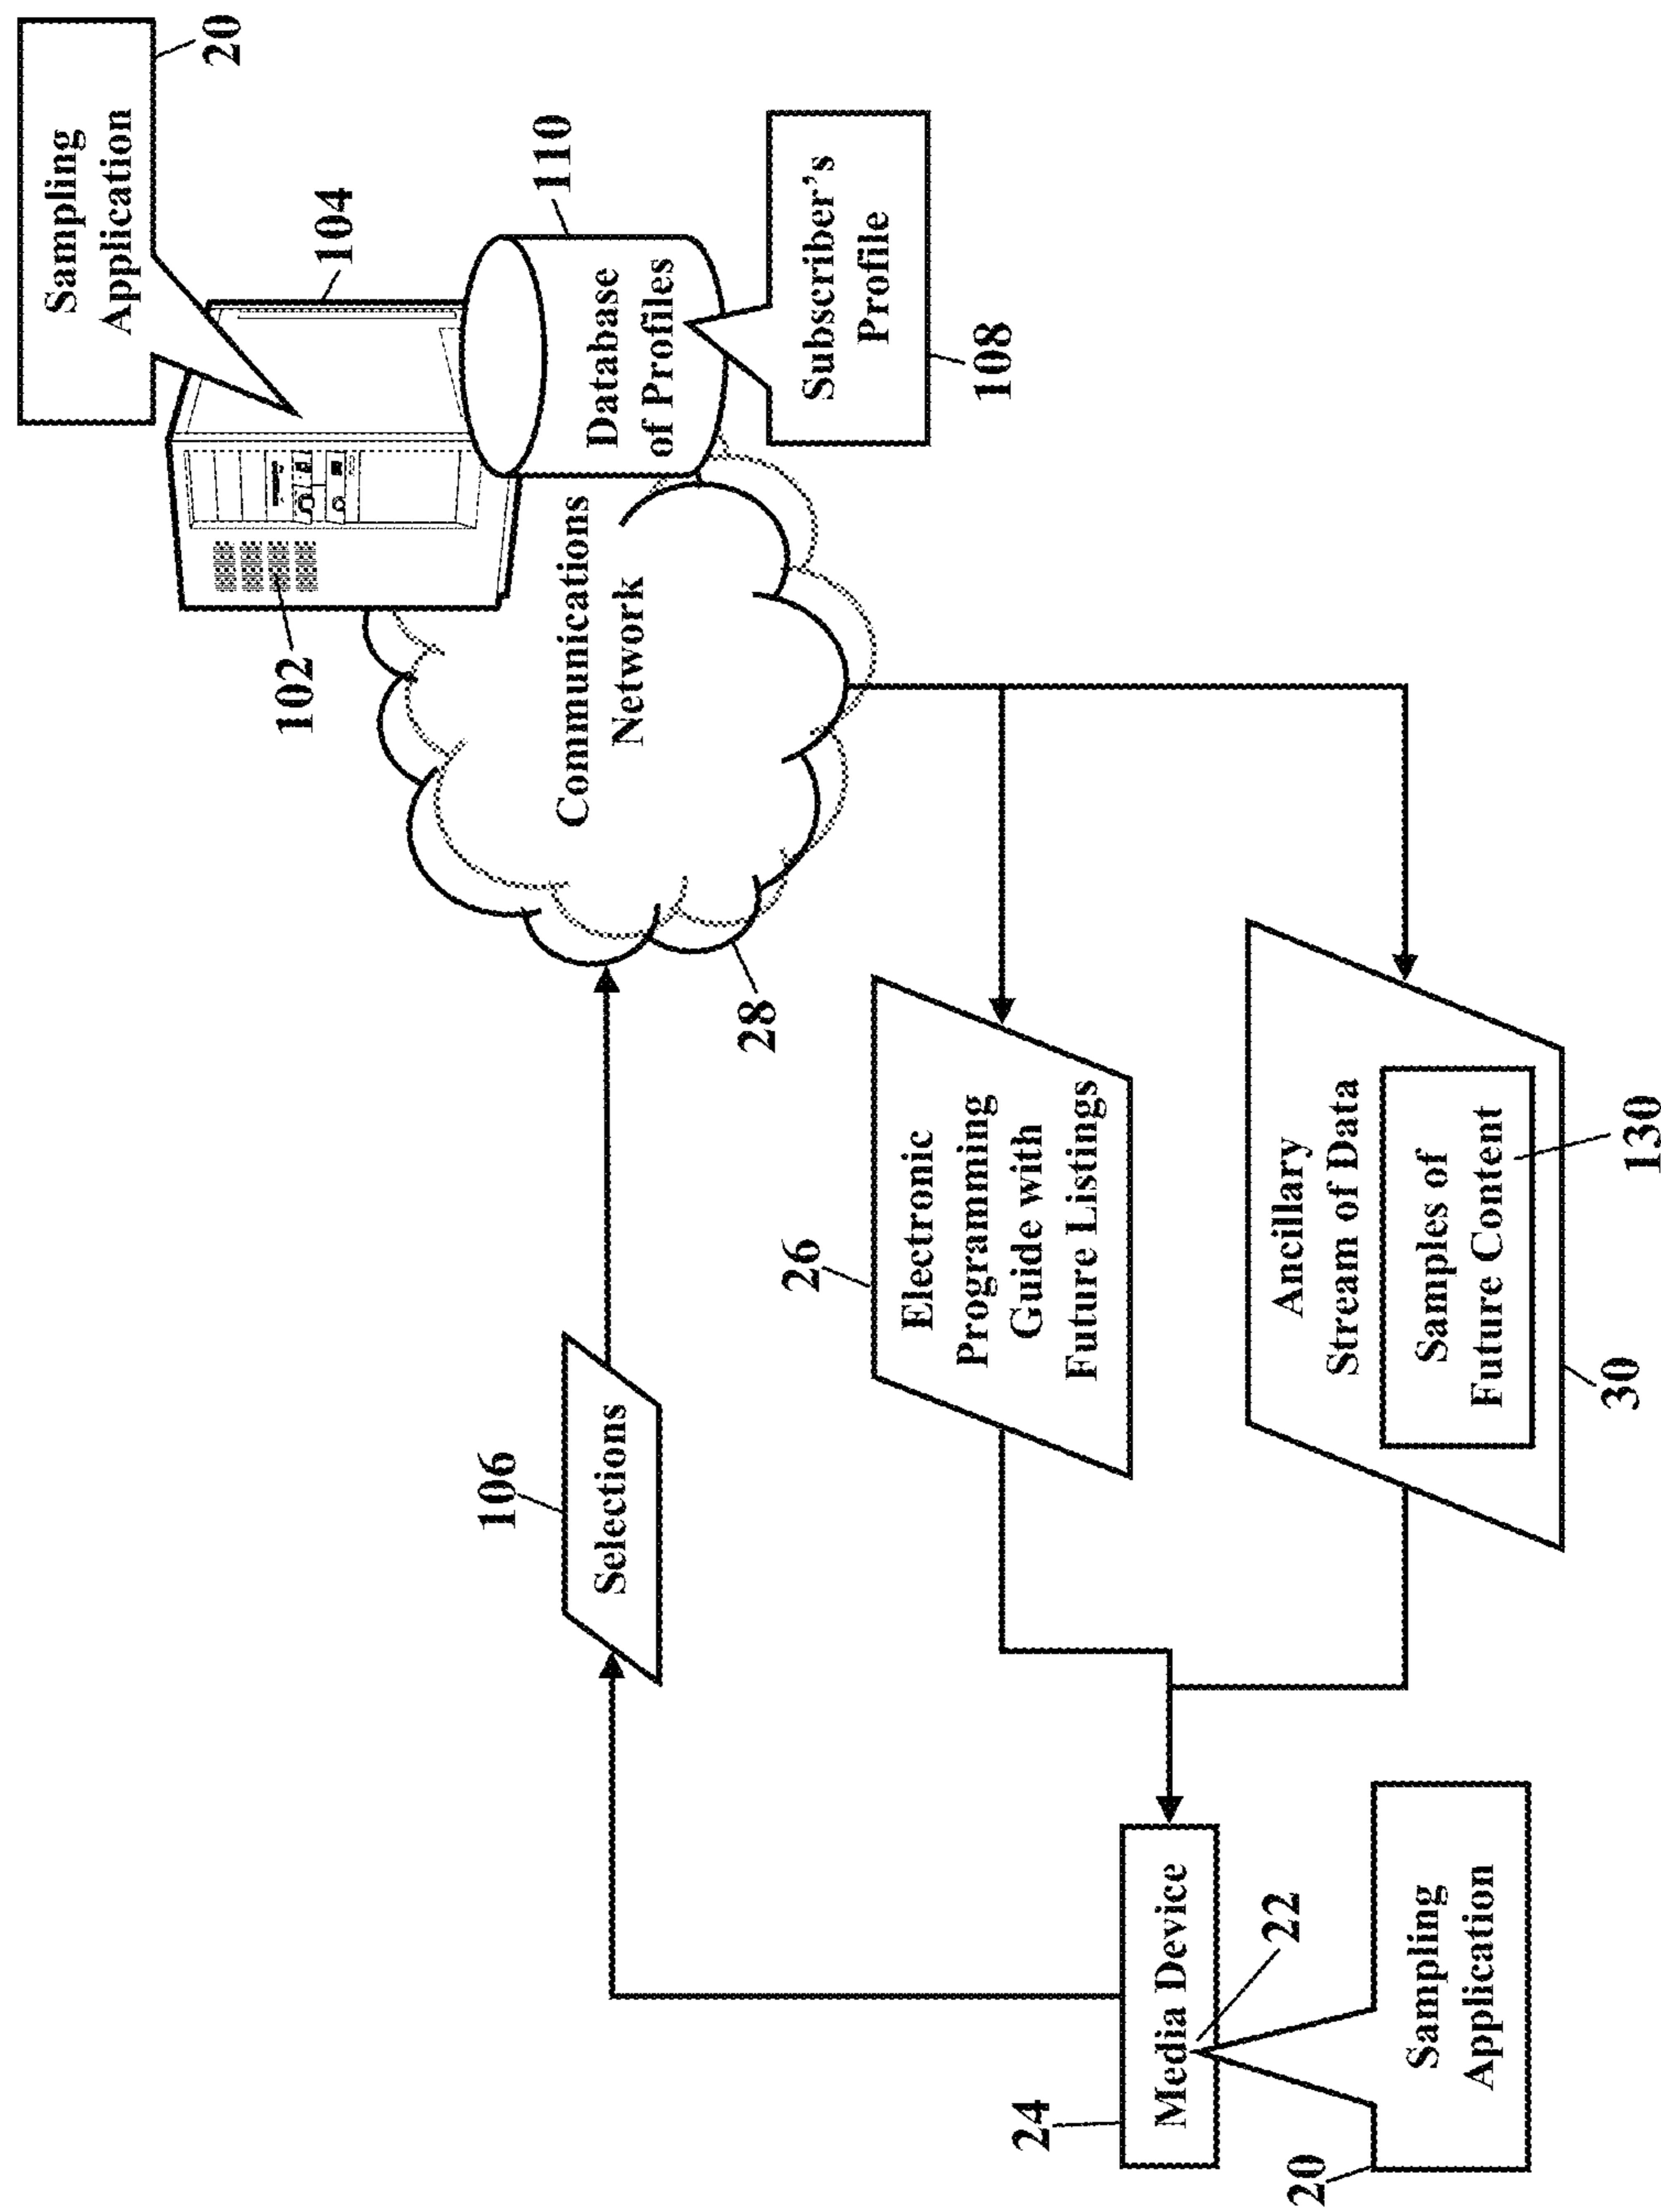 Sampling
Application
20
104
102
110
Database
of Profiles
Subscriber's
Profile
108
Communications
Network
28
106
Selections
26
Electronic
Programming
Guide with
Future Listings
Ancillary
Stream of Data
Samples of
Future Content
130
30
24
Media Device
22
Sampling
Application
20